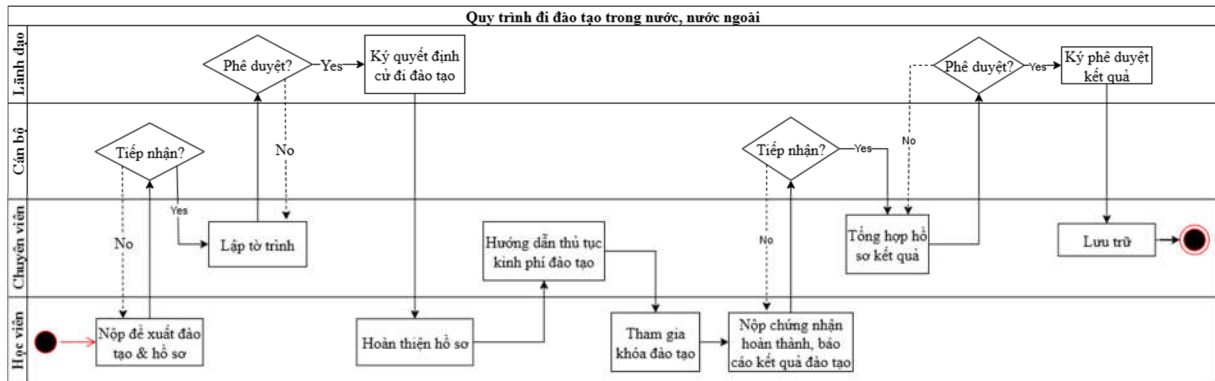 Quy trình đi đào tạo trong nước, nước ngoài
Lãnh đạo
Phê duyệt?
Yes
Ký quyết định
cử đi đào tạo
No
Phê duyệt?
Yes
Ký phê duyệt
kết quả
No
Cán bộ
Tiếp nhận?
Yes
No
Tiếp nhận?
Yes
No
Chuyên viên
Lập tờ trình
Hướng dẫn thủ tục
kinh phí đào tạo
Tổng hợp hồ
sơ kết quả
Lưu trữ
Học viên
Nộp đề xuất đào
tạo & hồ sơ
Hoàn thiện hồ sơ
Tham gia
khóa đào tạo
Nộp chứng nhận
hoàn thành, báo
cáo kết quả đào tạo